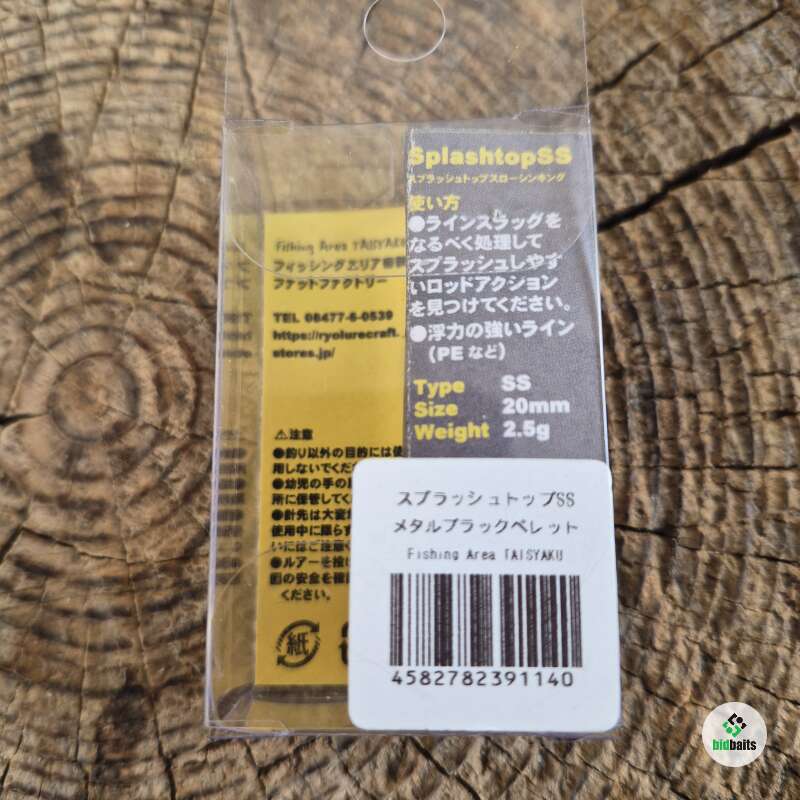 SplashtopSS
スプラッシュトップスローシンキング
使い方
●ラインスラッグを
なるべく処理して
スプラッシュしやす
いロッドアクション
を見つけてください。
●浮力の強いライン
(PEなど)
Type SS
Size 20mm
Weight 2.5g
Fishing Area TAISYAKU
フィッシングエリア
ファットファクトリー
TEL 08477-6-0539
https://ryolurecraft.
stores.jp/
⚠注意
●釣り以外の目的には使
用しないでくだ
●幼児の手の
所に保管してく
●針先は大変
使用中に限らず
いにはご注意く
●ルアーを投げ
囲の安全を確
ください。
紙
スプラッシュトップSS
メタルブラックペレット
Fishing Area TAISYAKU
4582782391140
bidbaits